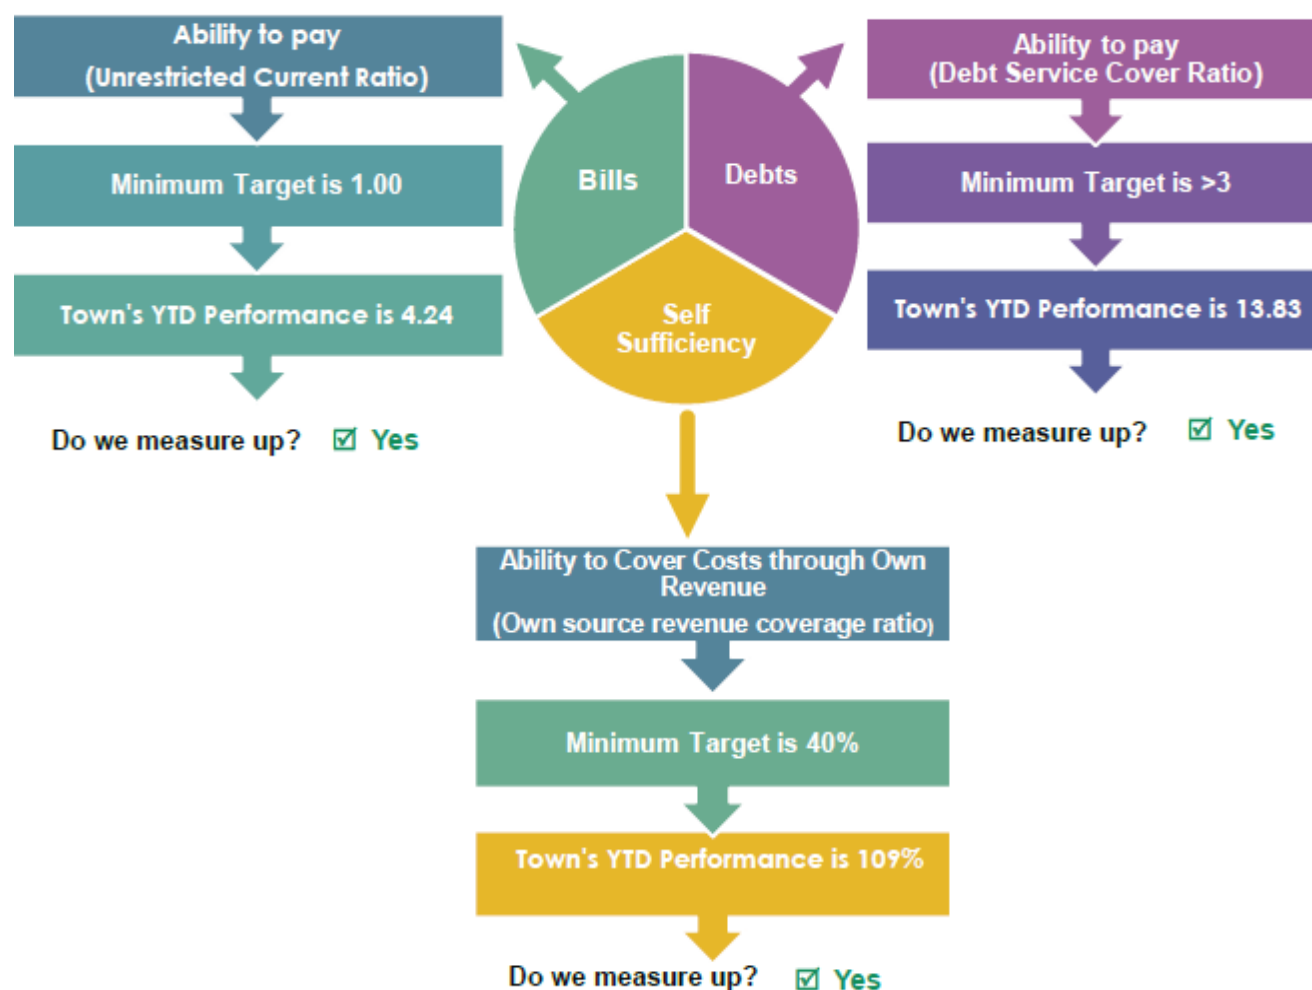 Ability to pay
(Unrestricted Current Ratio)
Minimum Target is 1.00
Town's YTD Performance is 4.24
Do we measure up? ☑ Yes
Bills
Debts
Self
Sufficiency
Ability to pay
(Debt Service Cover Ratio)
Minimum Target is >3
Town's YTD Performance is 13.83
Do we measure up? ☑ Yes
Ability to Cover Costs through Own
Revenue
(Own source revenue coverage ratio)
Minimum Target is 40%
Town's YTD Performance is 109%
Do we measure up? ☑ Yes